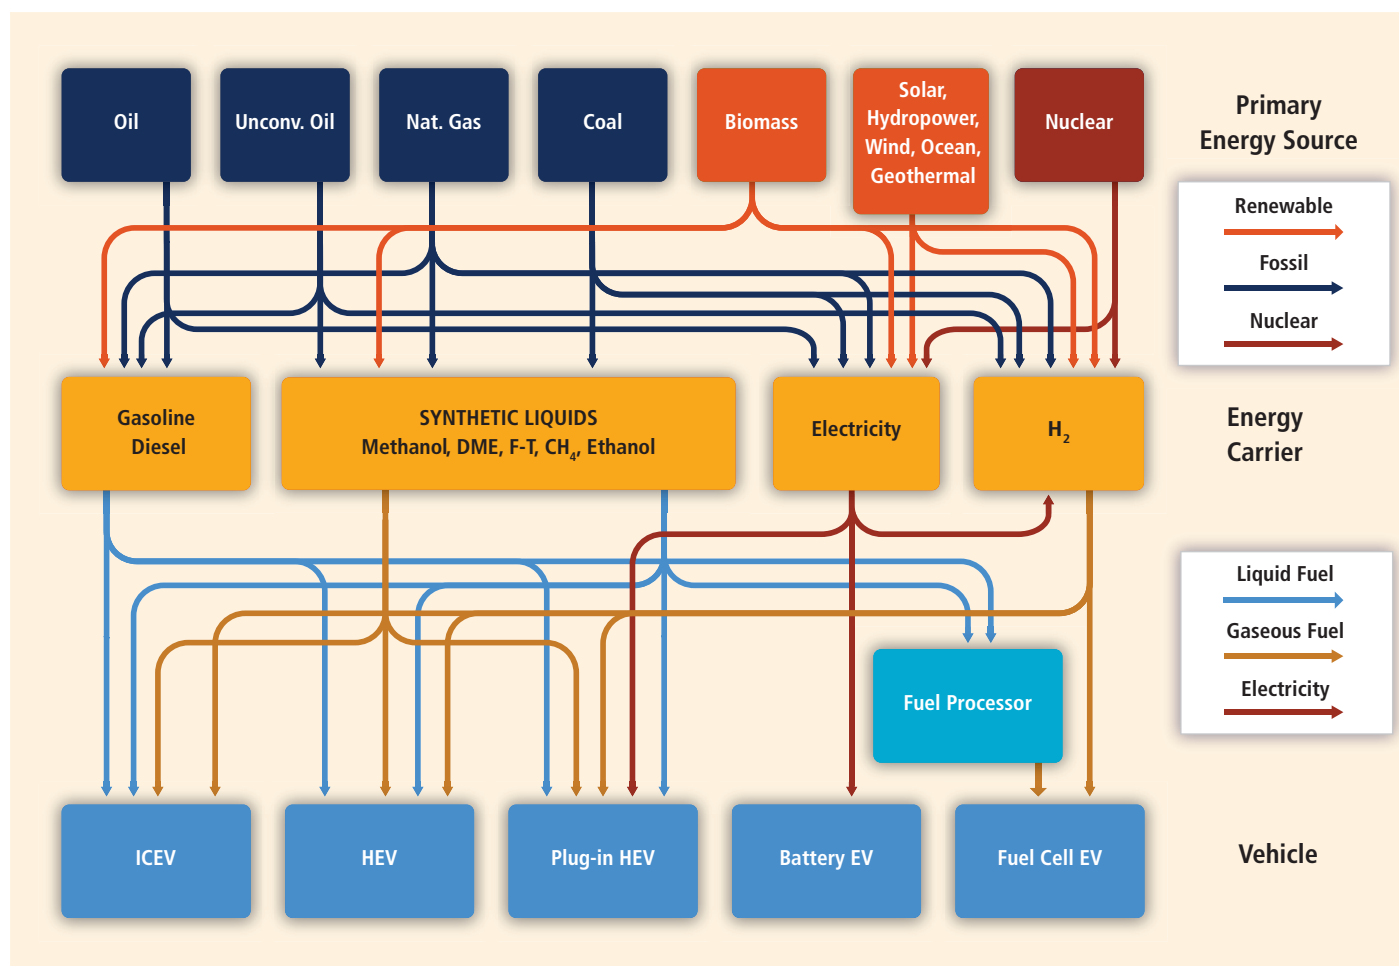 Oil
Unconv. Oil
Nat. Gas
Coal
Biomass
Solar,
Hydropower,
Wind, Ocean,
Geothermal
Nuclear
Primary
Energy Source
Renewable
Fossil
Nuclear
Gasoline
Diesel
SYNTHETIC LIQUIDS
Methanol, DME, F-T, CH₄, Ethanol
Electricity
H₂
Energy
Carrier
Liquid Fuel
Gaseous Fuel
Electricity
Fuel Processor
ICEV
HEV
Plug-in HEV
Battery EV
Fuel Cell EV
Vehicle